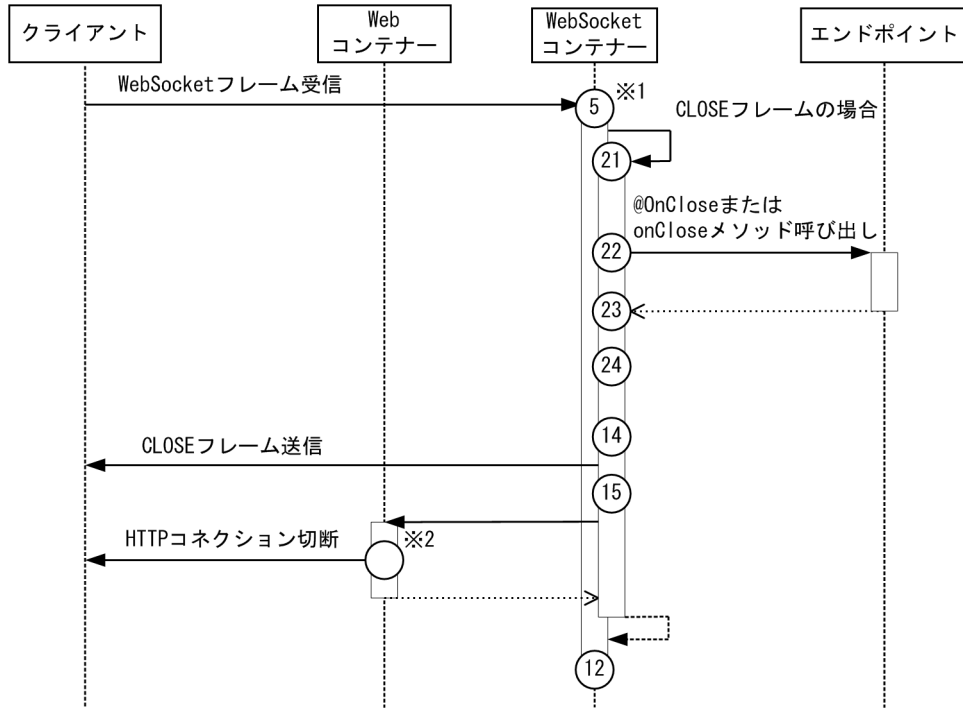 クライアント
Web
コンテナー
WebSocket
コンテナー
エンドポイント
WebSocketフレーム受信
5
※1
CLOSEフレームの場合
21
@OnCloseまたは
onCloseメソッド呼び出し
22
23
24
14
CLOSEフレーム送信
15
HTTPコネクション切断
※2
12